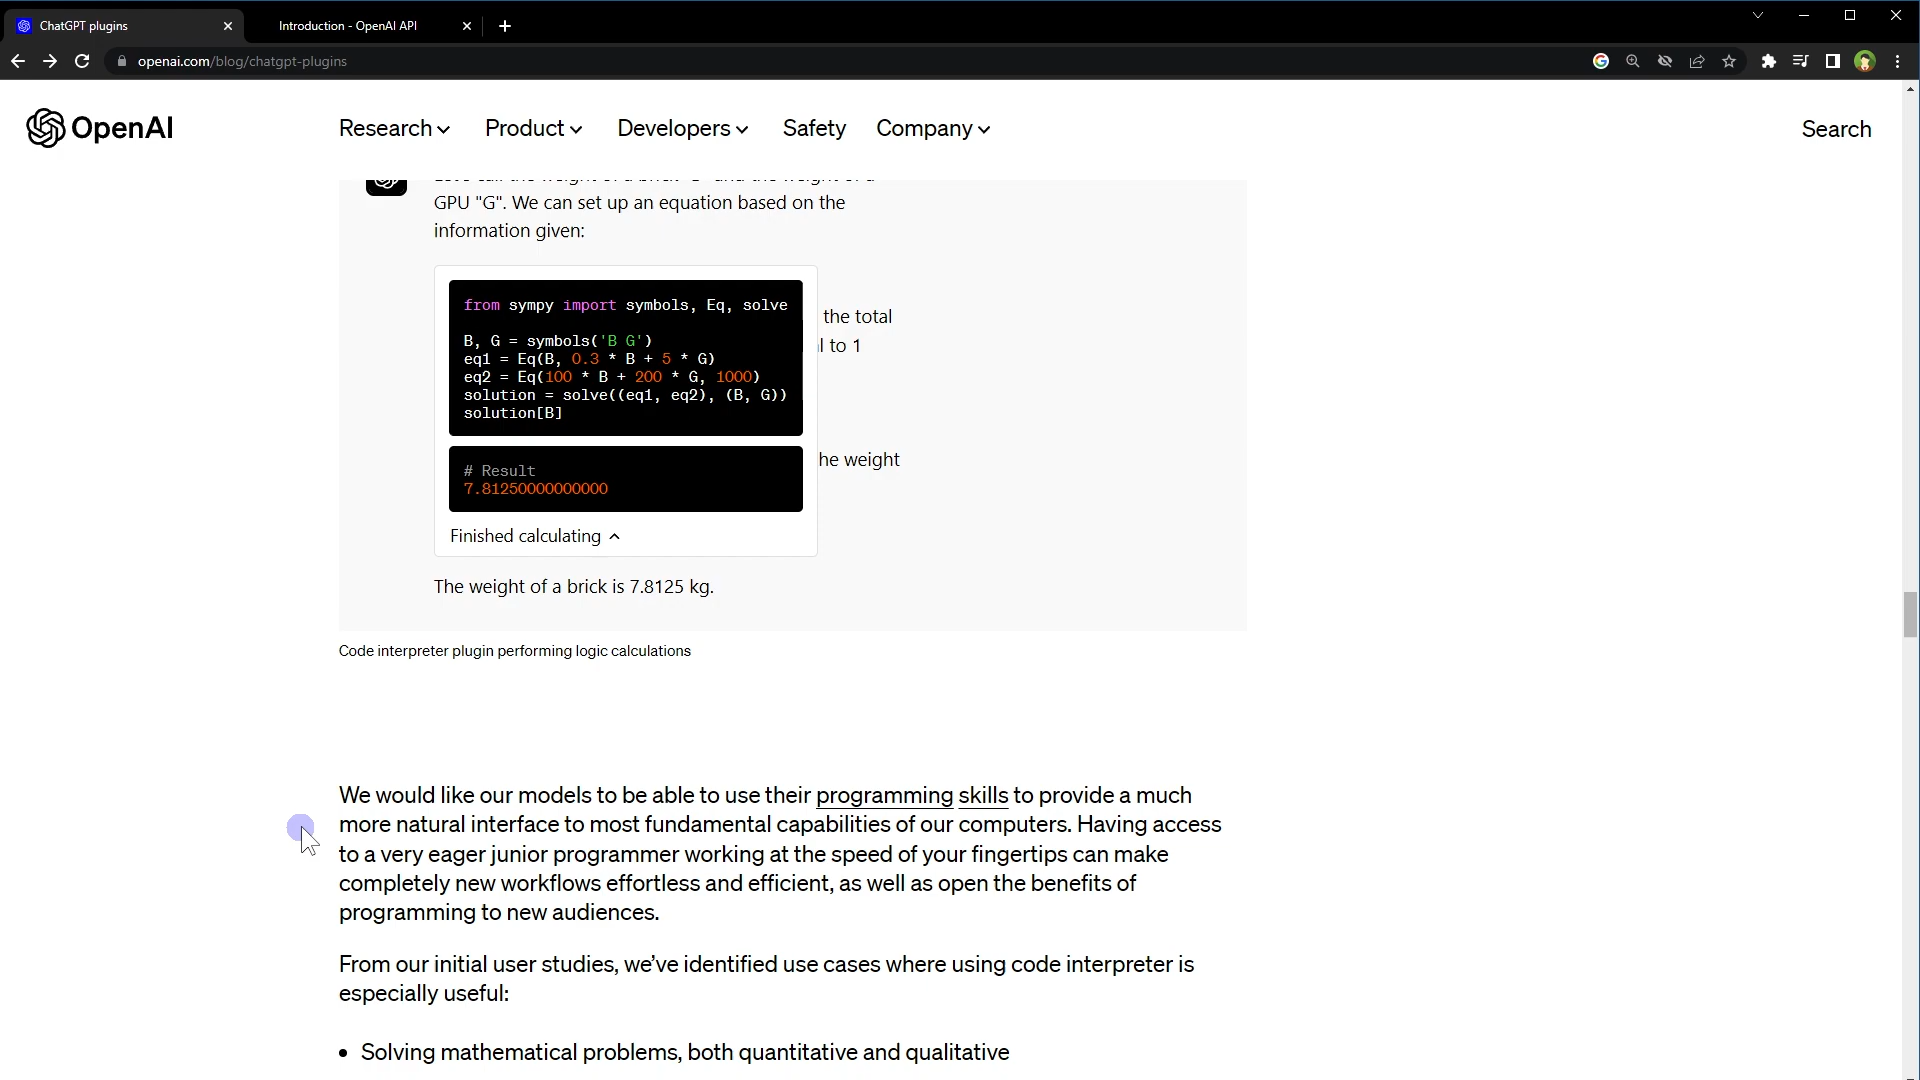 ChatGPT plugins
Introduction - OpenAI API
openai.com/blog/chatgpt-plugins
OpenAI
Research
Product
Developers
Safety
Company
Search
GPU "G". We can set up an equation based on the
information given:
from sympy import symbols, Eq, solve
B, G = symbols('B G')
eq1 = Eq(B, 0.3 * B + 5 * G)
eq2 = Eq(100 * B + 200 * G, 1000)
solution = solve((eq1, eq2), (B, G))
solution[B]
the total
l to 1
he weight
# Result
7.81250000000000
Finished calculating
The weight of a brick is 7.8125 kg.
Code interpreter plugin performing logic calculations
We would like our models to be able to use their programming skills to provide a much
more natural interface to most fundamental capabilities of our computers. Having access
to a very eager junior programmer working at the speed of your fingertips can make
completely new workflows effortless and efficient, as well as open the benefits of
programming to new audiences.
From our initial user studies, we’ve identified use cases where using code interpreter is
especially useful:
• Solving mathematical problems, both quantitative and qualitative